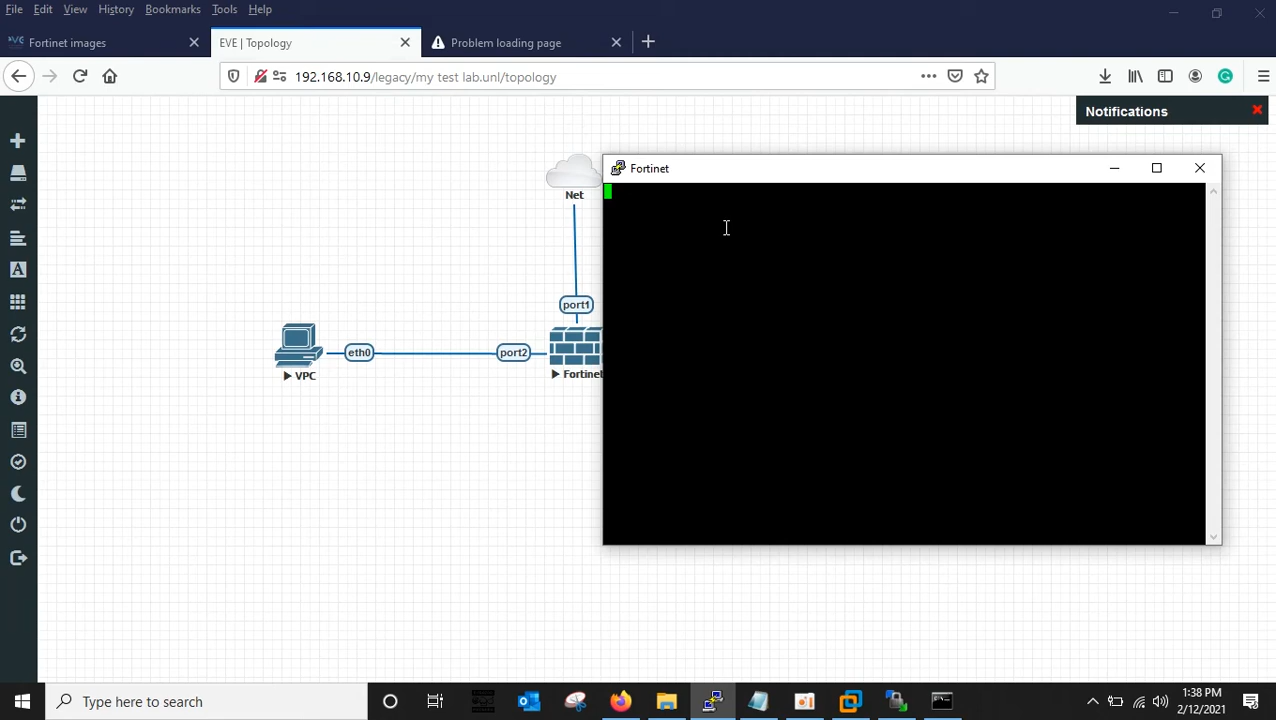 File Edit View History Bookmarks Tools Help
Fortinet images
EVE | Topology
Problem loading page
192.168.10.9/legacy/my test lab.unl/topology
Notifications
Fortinet
Net
port1
eth0
port2
VPC
Fortinet
Type here to search
:38 PM
2/12/2021